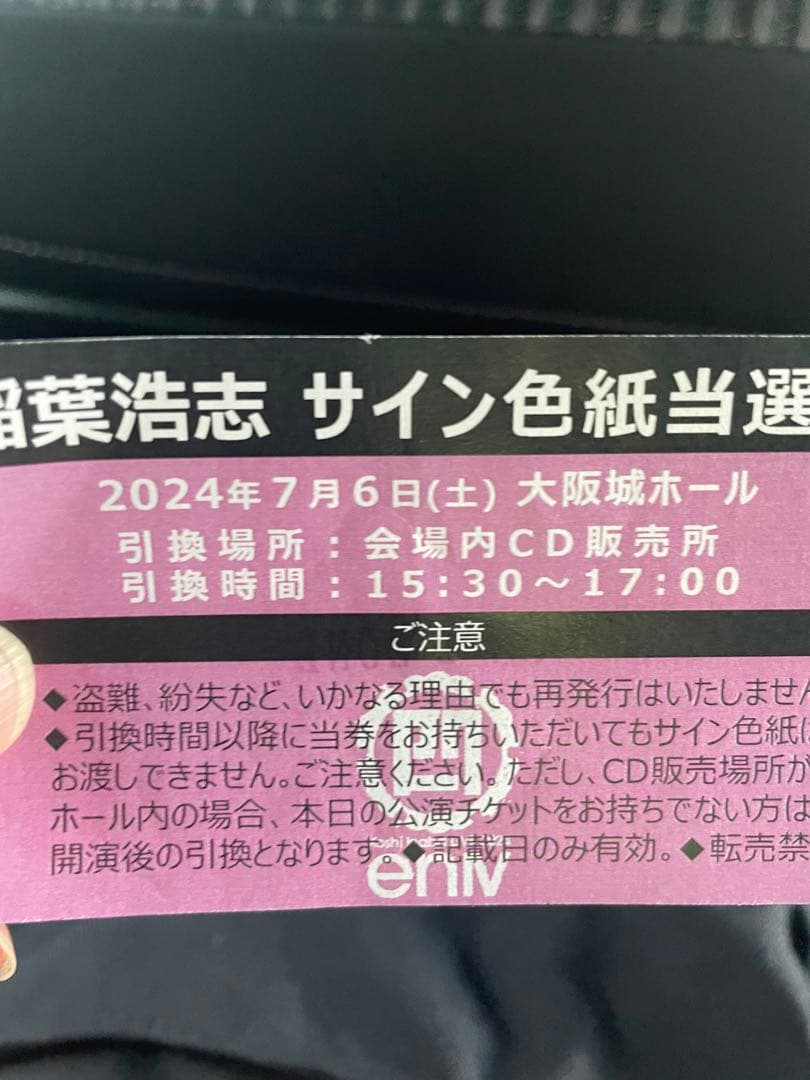 稲葉浩志 サイン色紙当選
2024年7月6日(土) 大阪城ホール
引換場所：会場内CD販売所
引換時間：15:30～17:00
ご注意
◆盗難、紛失など、いかなる理由でも再発行はいたしません
◆引換時間以降に当券をお持ちいただいてもサイン色紙は
お渡しできません。ご注意ください。ただし、CD販売場所が
ホール内の場合、本日の公演チケットをお持ちでない方は
開演後の引換となります。◆記載日のみ有効。◆転売禁
enⅣ